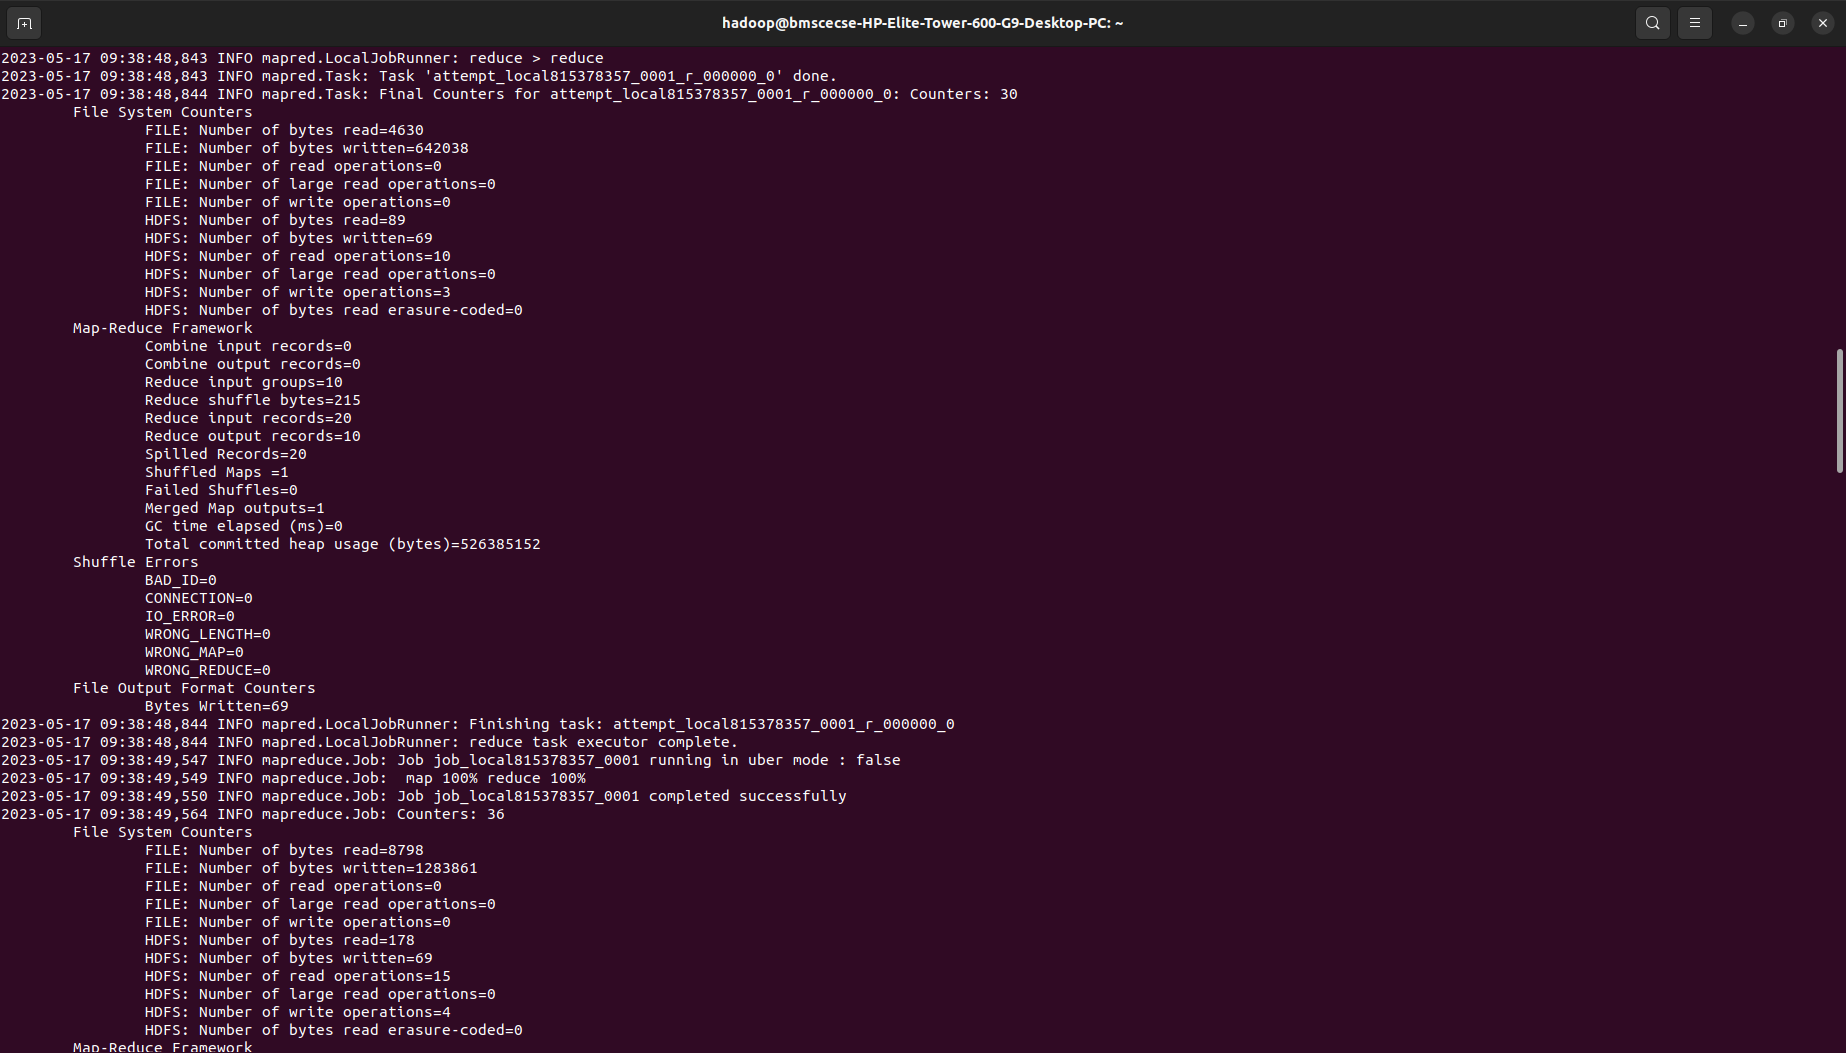 hadoop@bmscecse-HP-Elite-Tower-600-G9-Desktop-PC: ~
2023-05-17 09:38:48,843 INFO mapred.LocalJobRunner: reduce > reduce
2023-05-17 09:38:48,843 INFO mapred.Task: Task 'attempt_local815378357_0001_r_000000_0' done.
2023-05-17 09:38:48,844 INFO mapred.Task: Final Counters for attempt_local815378357_0001_r_000000_0: Counters: 30
File System Counters
FILE: Number of bytes read=4630
FILE: Number of bytes written=642038
FILE: Number of read operations=0
FILE: Number of large read operations=0
FILE: Number of write operations=0
HDFS: Number of bytes read=89
HDFS: Number of bytes written=69
HDFS: Number of read operations=10
HDFS: Number of large read operations=0
HDFS: Number of write operations=3
HDFS: Number of bytes read erasure-coded=0
Map-Reduce Framework
Combine input records=0
Combine output records=0
Reduce input groups=10
Reduce shuffle bytes=215
Reduce input records=20
Reduce output records=10
Spilled Records=20
Shuffled Maps =1
Failed Shuffles=0
Merged Map outputs=1
GC time elapsed (ms)=0
Total committed heap usage (bytes)=526385152
Shuffle Errors
BAD_ID=0
CONNECTION=0
IO_ERROR=0
WRONG_LENGTH=0
WRONG_MAP=0
WRONG_REDUCE=0
File Output Format Counters
Bytes Written=69
2023-05-17 09:38:48,844 INFO mapred.LocalJobRunner: Finishing task: attempt_local815378357_0001_r_000000_0
2023-05-17 09:38:48,844 INFO mapred.LocalJobRunner: reduce task executor complete.
2023-05-17 09:38:49,547 INFO mapreduce.Job: Job job_local815378357_0001 running in uber mode : false
2023-05-17 09:38:49,549 INFO mapreduce.Job:  map 100% reduce 100%
2023-05-17 09:38:49,550 INFO mapreduce.Job: Job job_local815378357_0001 completed successfully
2023-05-17 09:38:49,564 INFO mapreduce.Job: Counters: 36
File System Counters
FILE: Number of bytes read=8798
FILE: Number of bytes written=1283861
FILE: Number of read operations=0
FILE: Number of large read operations=0
FILE: Number of write operations=0
HDFS: Number of bytes read=178
HDFS: Number of bytes written=69
HDFS: Number of read operations=15
HDFS: Number of large read operations=0
HDFS: Number of write operations=4
HDFS: Number of bytes read erasure-coded=0
Map-Reduce Framework